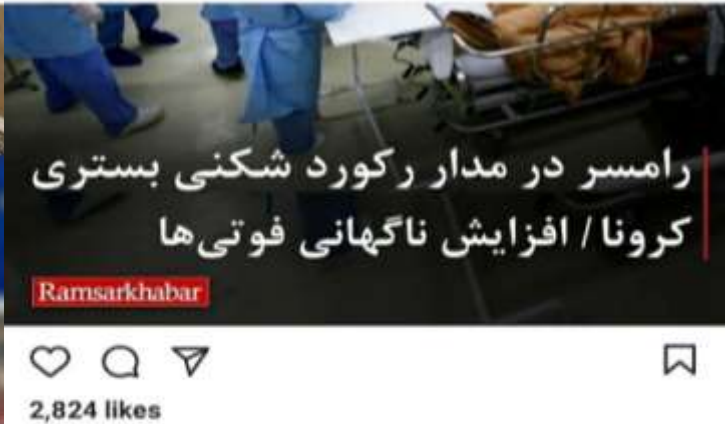 رامسر در مدار رکورد شکنی بستری
کرونا/ افزایش ناگهانی فوتی‌ها
Ramsarkhabar
2,824 likes